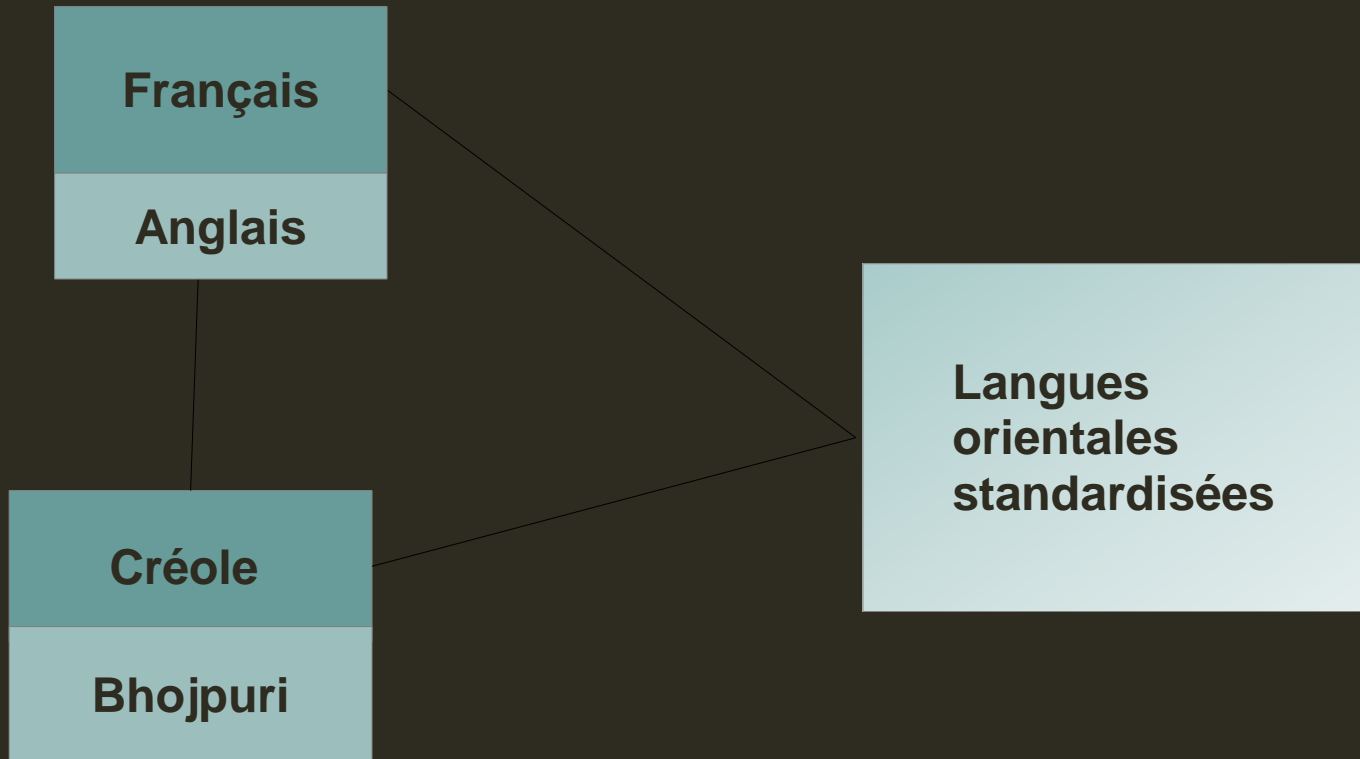 Français
Anglais
Langues
orientales
standardisées
Créole
Bhojpuri